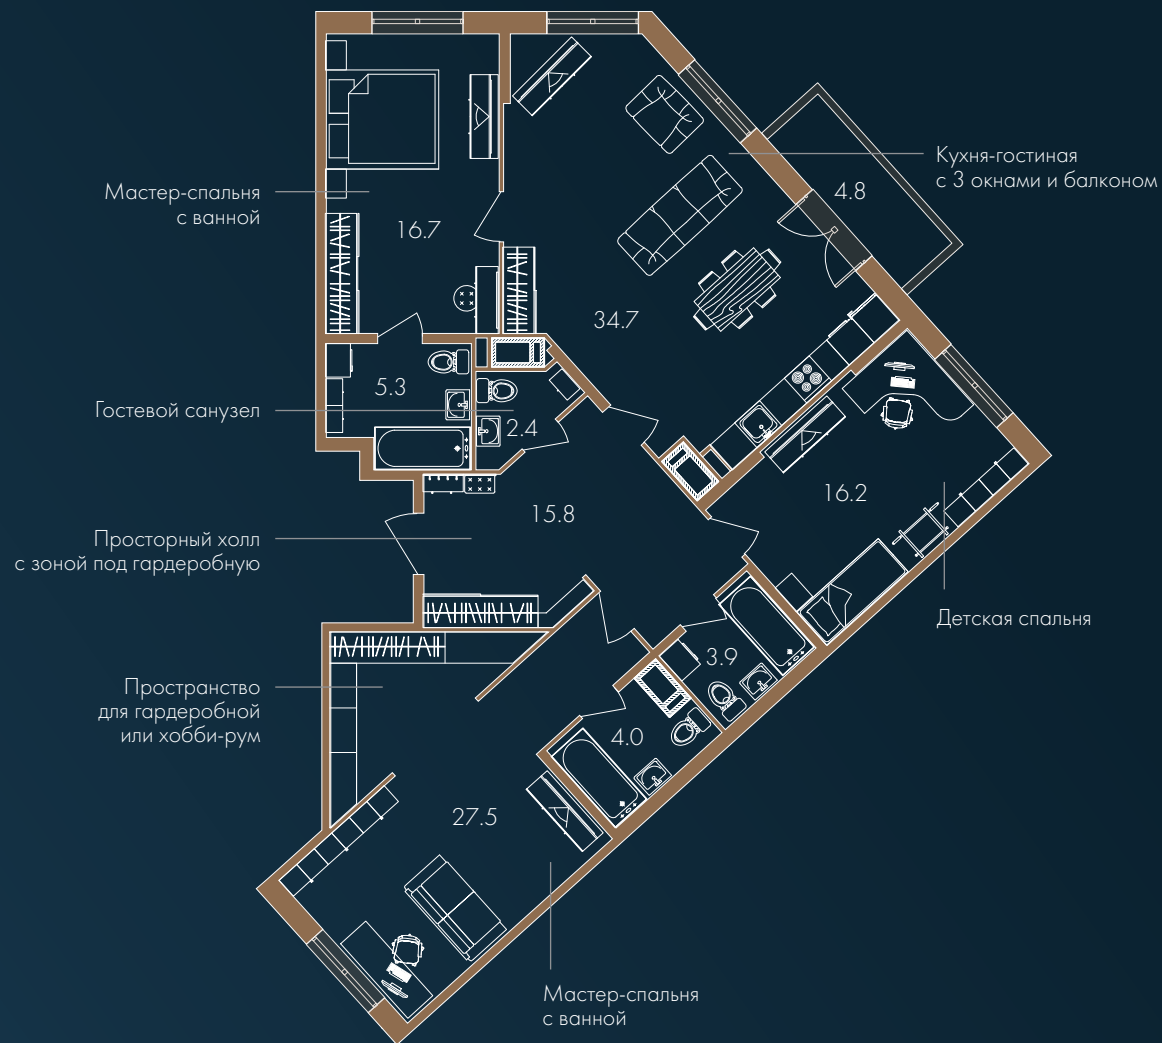 Кухня-гостиная
с 3 окнами и балконом
4.8
Мастер-спальня
с ванной
16.7
34.7
5.3
Гостевой санузел
2.4
16.2
15.8
Просторный холл
с зоной под гардеробную
Детская спальня
3.9
Пространство
для гардеробной
или хобби-рум
4.0
27.5
Мастер-спальня
с ванной